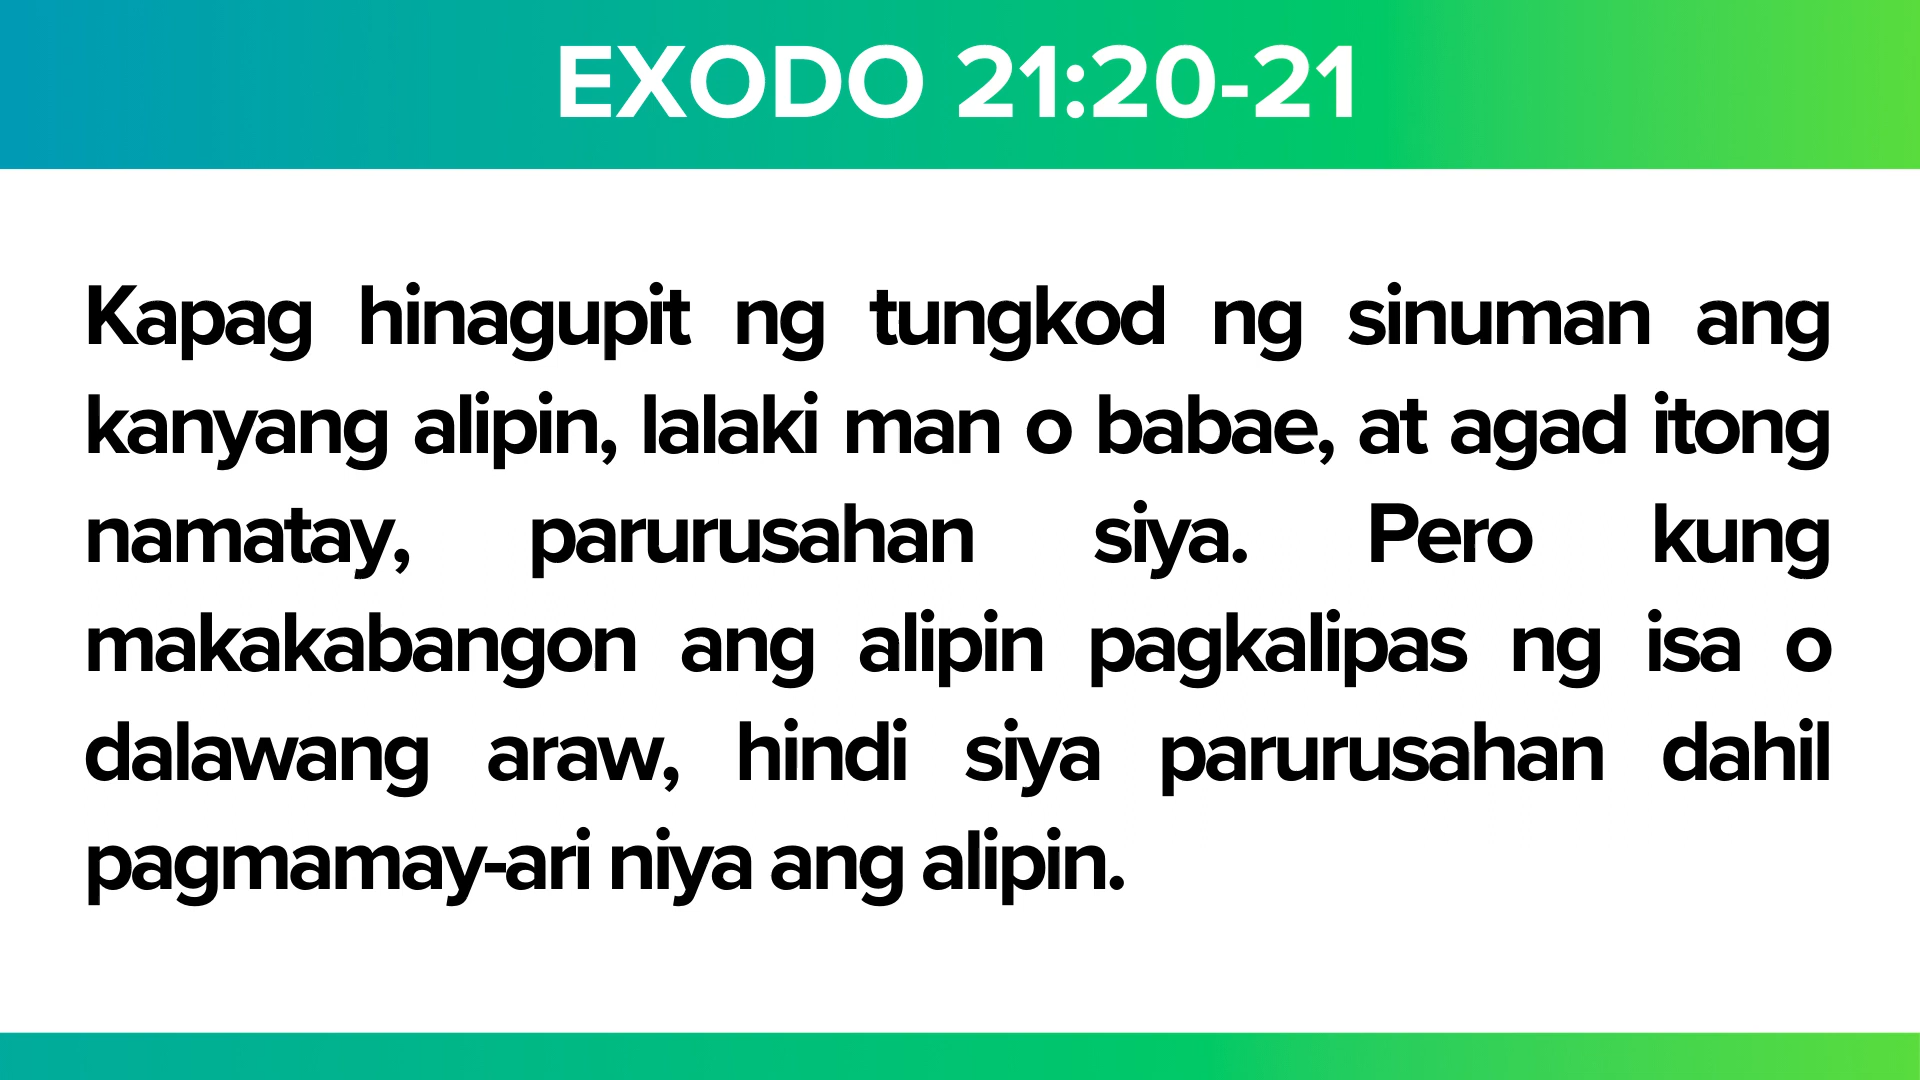 EXODO 21:20-21
Kapag hinagupit ng tungkod ng sinuman ang
kanyang alipin, lalaki man o babae, at agad itong
namatay, parurusahan siya. Pero kung
makakabangon ang alipin pagkalipas ng isa o
dalawang araw, hindi siya parurusahan dahil
pagmamay-ari niya ang alipin.